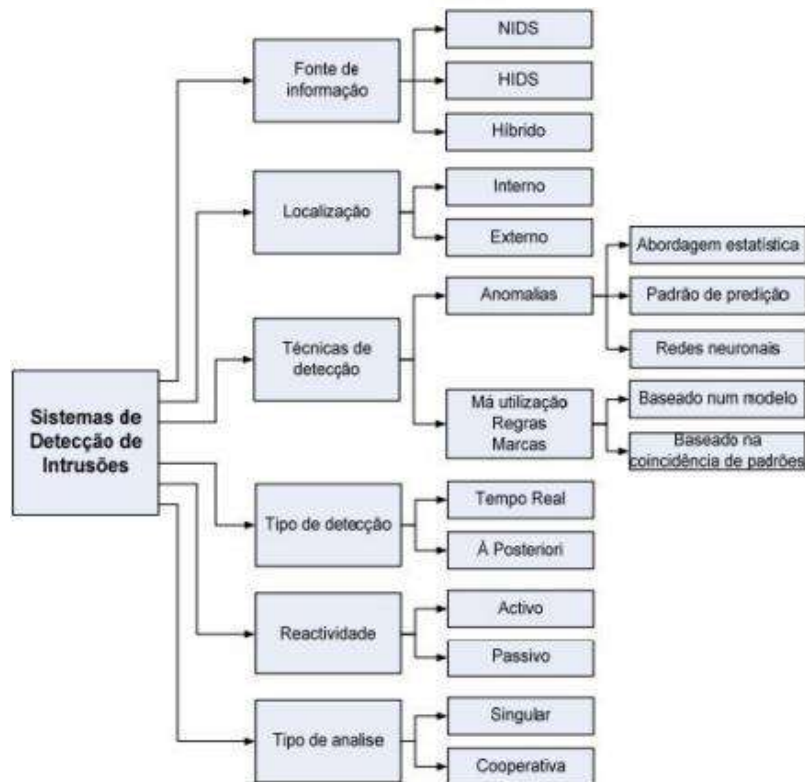 Sistemas de
Detecção de
Intrusões
Fonte de
informação
NIDS
HIDS
Híbrido
Localização
Interno
Externo
Técnicas de
detecção
Anomalias
Abordagem estatística
Padrão de predição
Redes neuronais
Má utilização
Regras
Marcas
Baseado num modelo
Baseado na
coincidência de padrões
Tipo de detecção
Tempo Real
À Posteriori
Reactividade
Activo
Passivo
Tipo de analise
Singular
Cooperativa